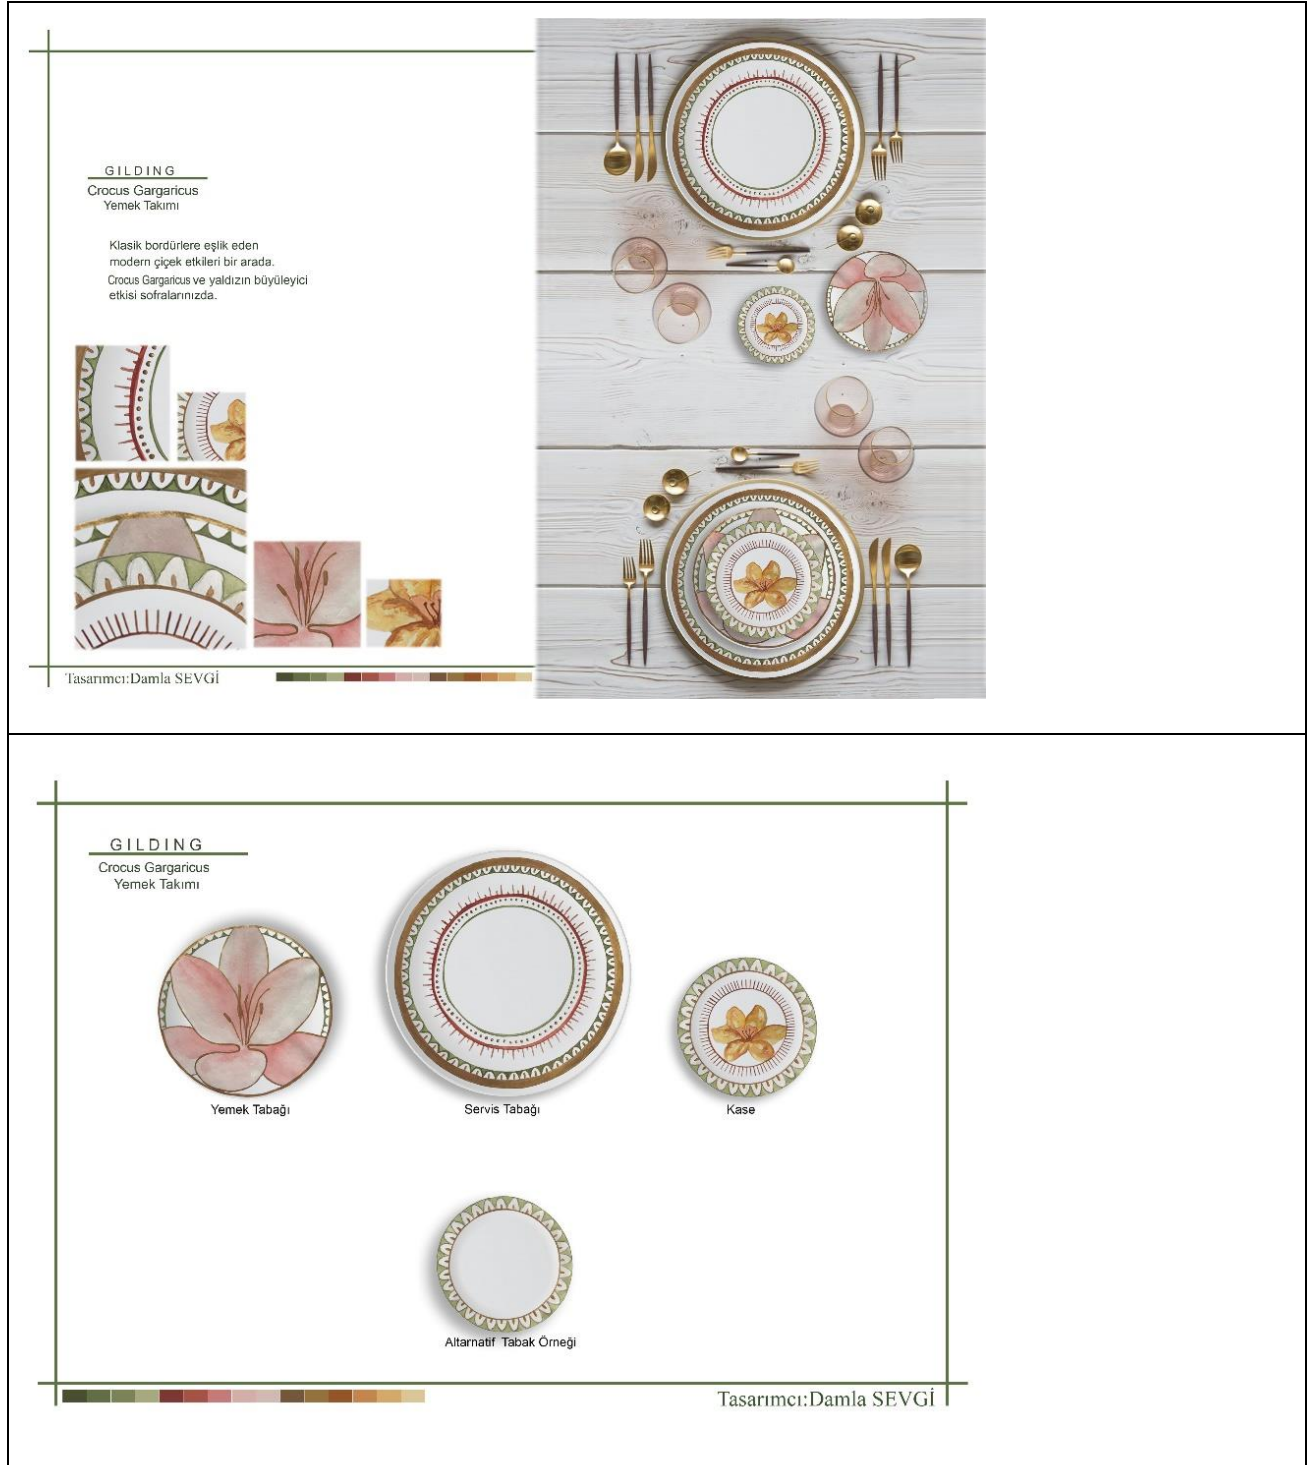 GILDING
Crocus Gargaricus
Yemek Takımı
Klasik bordürlere eşlik eden
modern çiçek etkileri bir arada.
Crocus Gargaricus ve yaldızın büyüleyici
etkisi sofralarınızda.
Tasarımcı:Damla SEVGİ
GILDING
Crocus Gargaricus
Yemek Takımı
Yemek Tabağı
Servis Tabağı
Kase
Altarnatif Tabak Örneği
Tasarımcı:Damla SEVGİ